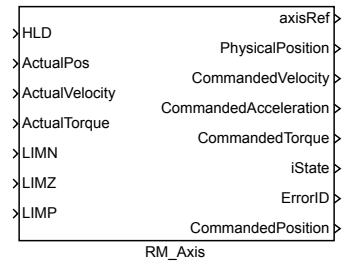 axisRef
HLD
PhysicalPosition
ActualPos
CommandedVelocity
ActualVelocity
CommandedAcceleration
ActualTorque
CommandedTorque
LIMN
iState
LIMZ
ErrorID
LIMP
CommandedPosition
RM_Axis